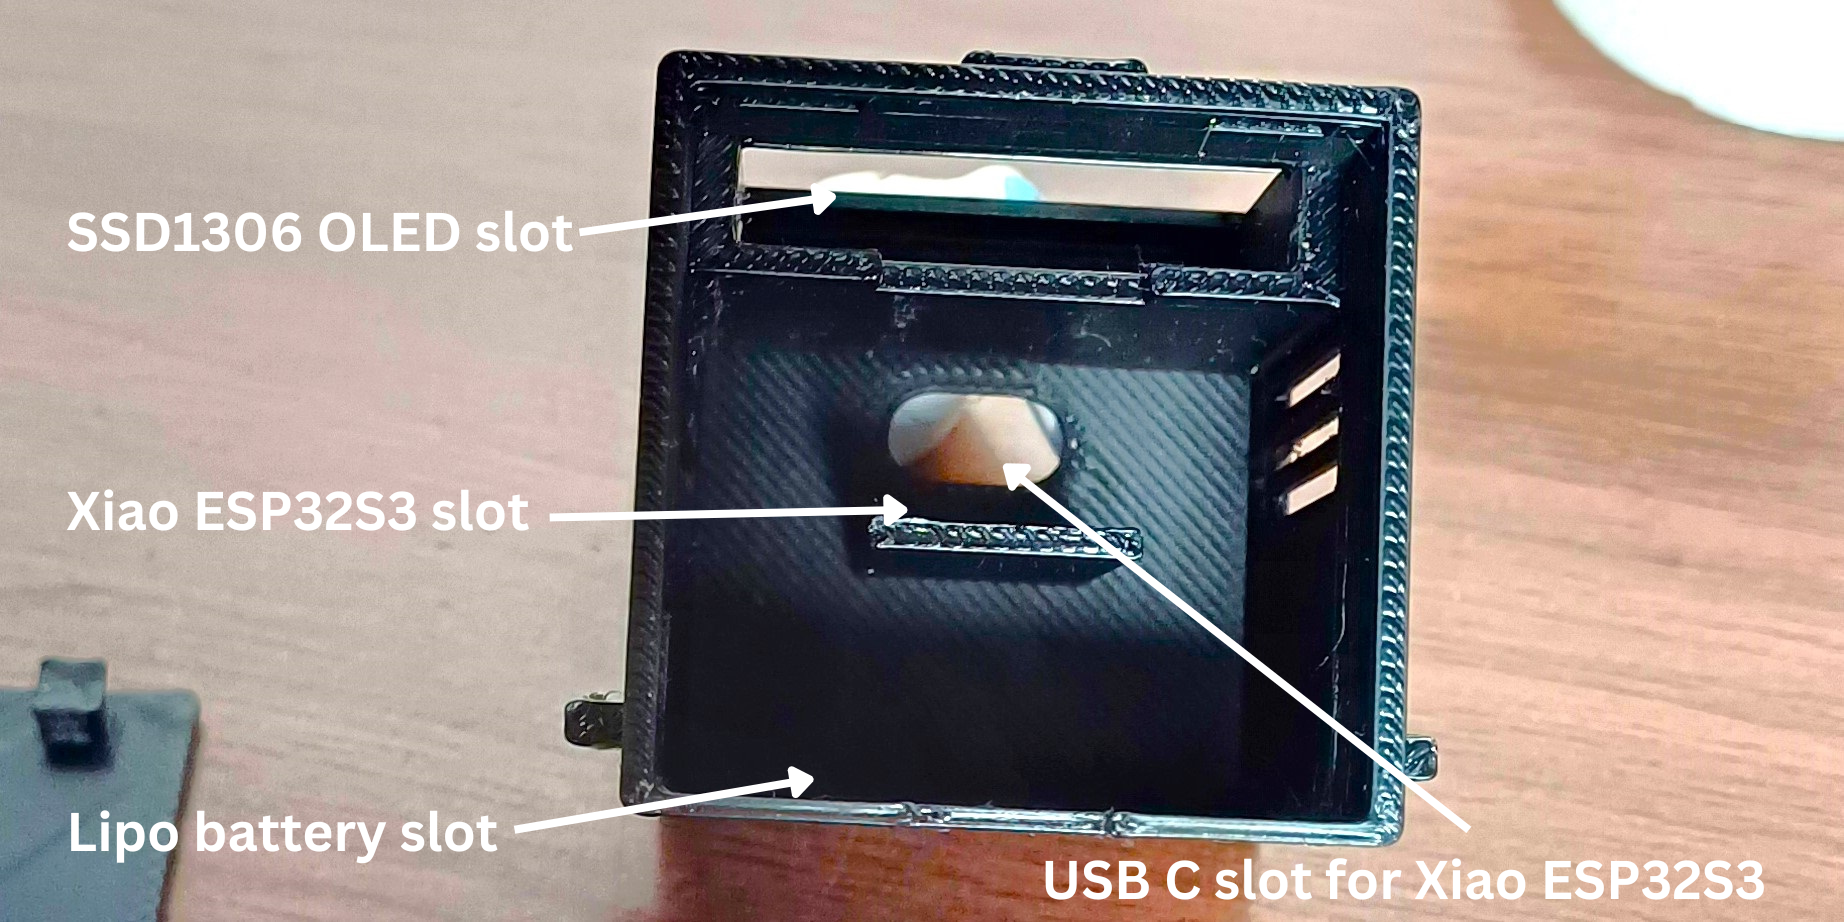 SSD1306 OLED slot
Xiao ESP32S3 slot
Lipo battery slot
USB C slot for Xiao ESP32S3